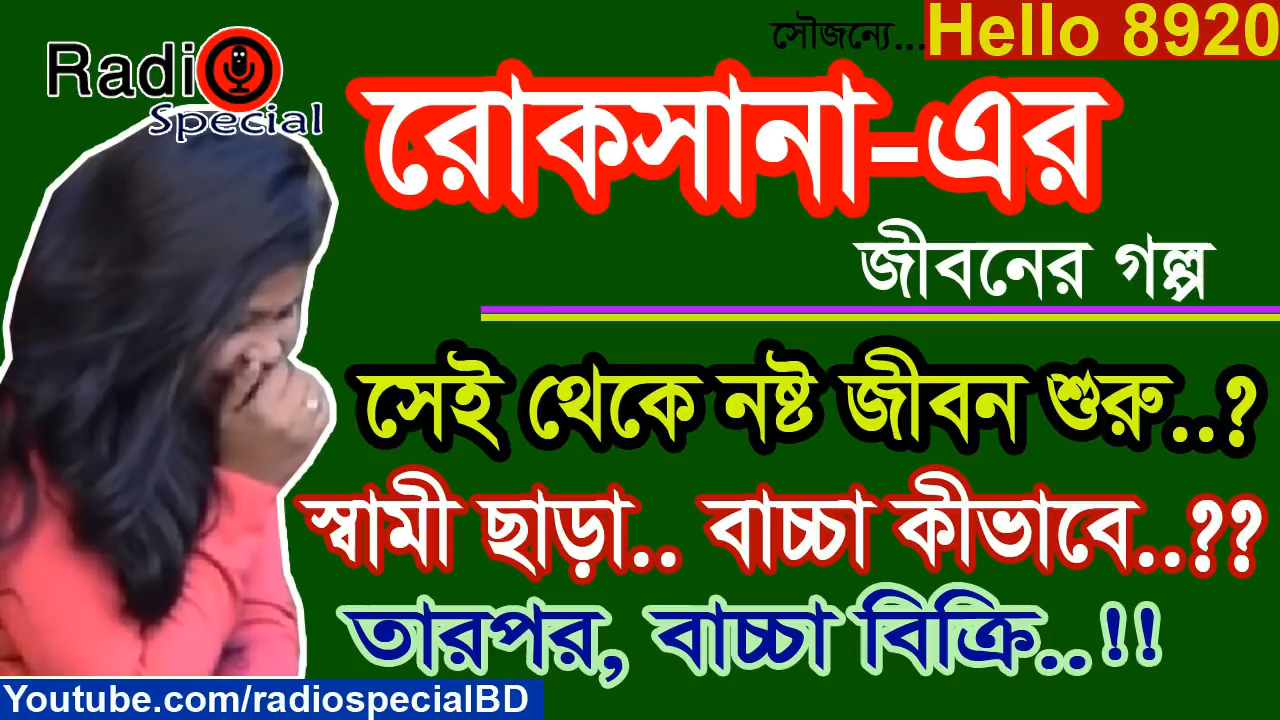 সৌজন্যে... Hello 8920
Radio
Special
রোকসানা-এর
জীবনের গল্প
সেই থেকে নষ্ট জীবন শুরু..?
স্বামী ছাড়া.. বাচ্চা কীভাবে..??
তারপর, বাচ্চা বিক্রি..!!
Youtube.com/radiospecialBD